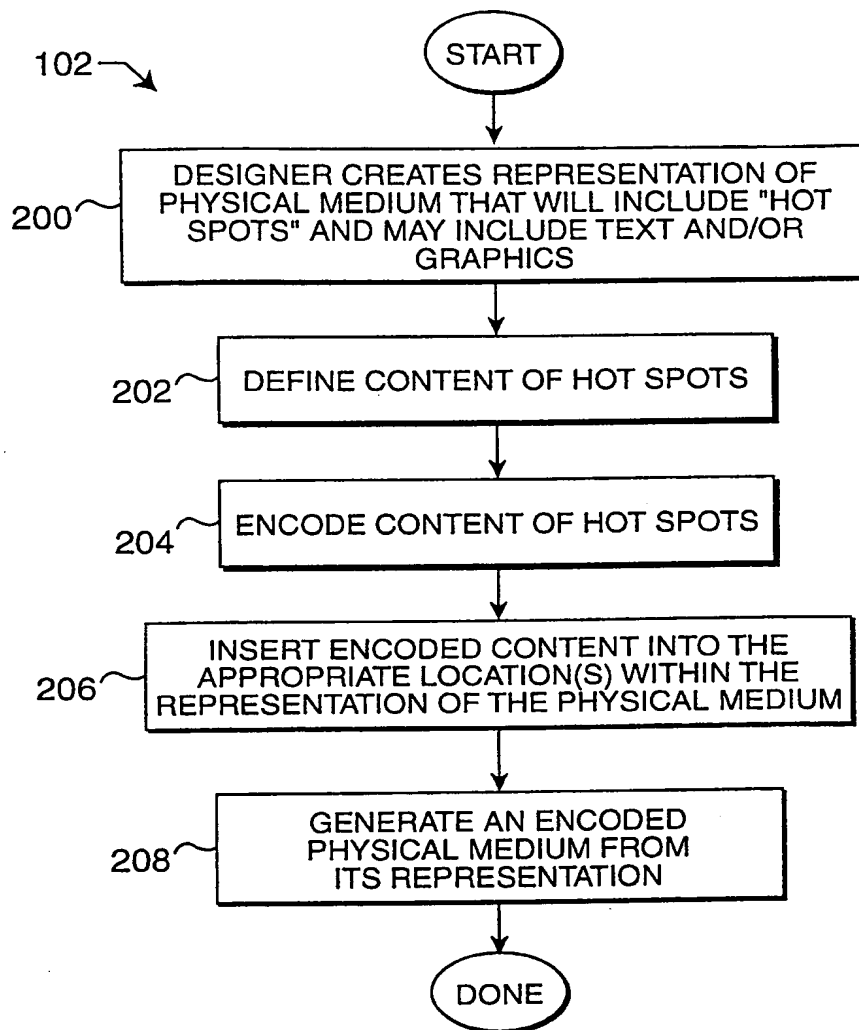 START
102
DESIGNER CREATES REPRESENTATION OF
PHYSICAL MEDIUM THAT WILL INCLUDE "HOT
SPOTS" AND MAY INCLUDE TEXT AND/OR
GRAPHICS
200
DEFINE CONTENT OF HOT SPOTS
202
ENCODE CONTENT OF HOT SPOTS
204
INSERT ENCODED CONTENT INTO THE
APPROPRIATE LOCATION(S) WITHIN THE
REPRESENTATION OF THE PHYSICAL MEDIUM
206
GENERATE AN ENCODED
PHYSICAL MEDIUM FROM
ITS REPRESENTATION
208
DONE